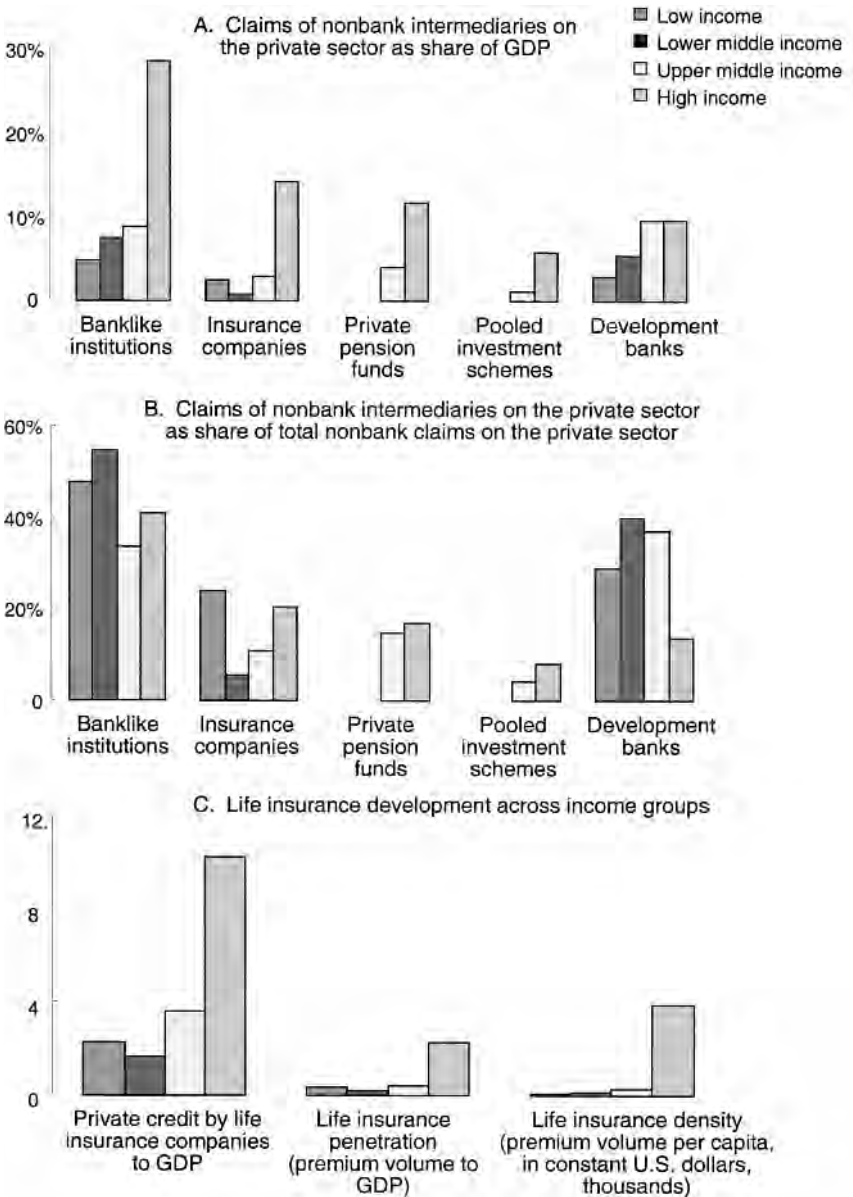 A. Claims of nonbank intermediaries on
the private sector as share of GDP
Low income
Lower middle income
Upper middle income
High income
30%
20%
10%
0
Banklike
institutions
Insurance
companies
Private
pension
funds
Pooled
investment
schemes
Development
banks
B. Claims of nonbank intermediaries on the private sector
as share of total nonbank claims on the private sector
60%
40%
20%
0
Banklike
institutions
Insurance
companies
Private
pension
funds
Pooled
investment
schemes
Development
banks
C. Life insurance development across income groups
12.
8
4
0
Private credit by life
insurance companies
to GDP
Life insurance
penetration
(premium volume to
GDP)
Life insurance density
(premium volume per capita,
in constant U.S. dollars,
thousands)